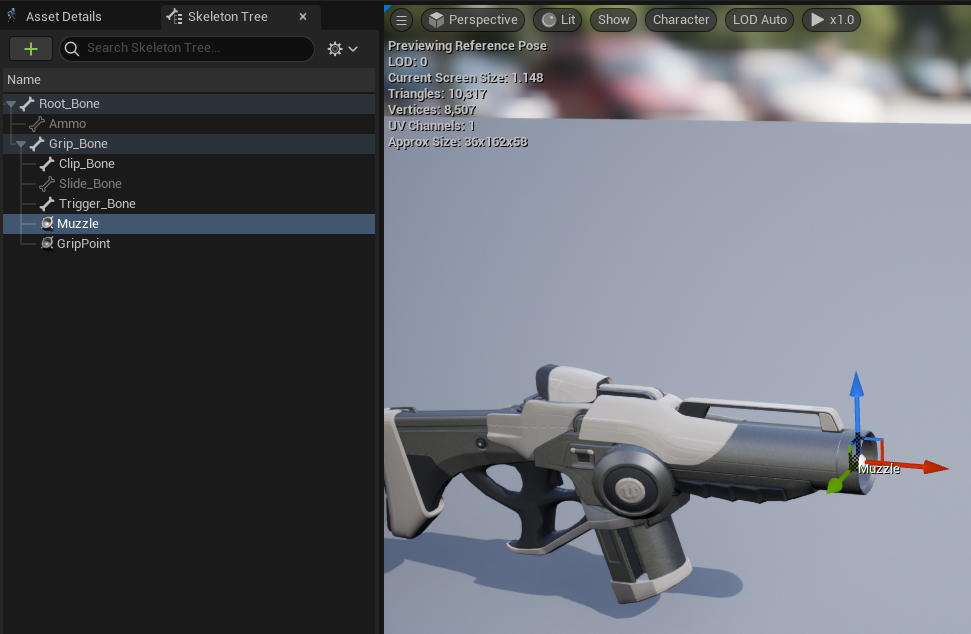 Asset Details
Skeleton Tree
Search Skeleton Tree...
Name
Root_Bone
Ammo
Grip_Bone
Clip_Bone
Slide_Bone
Trigger_Bone
Muzzle
GripPoint
Perspective Lit Show Character LOD Auto x1.0
Previewing Reference Pose
LOD: 0
Current Screen Size: 1.148
Triangles: 10,317
Vertices: 8,507
UV Channels: 1
Approx Size: 36x162x58
Muzzle